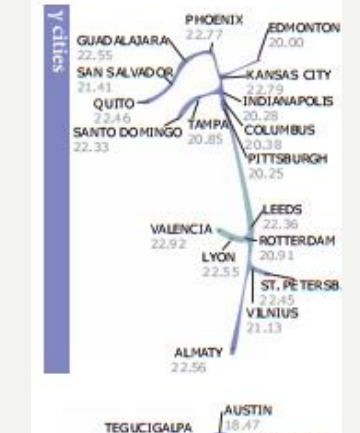 γ cities
PHOENIX
22.77
EDMONTON
20.00
GUADALAJARA
22.55
SAN SALVADOR
21.41
KANSAS CITY
22.79
QUITO
22.46
INDIANAPOLIS
20.28
SANTO DOMINGO
22.33
TAMPA
20.85
COLUMBUS
20.38
PITTSBURGH
20.25
LEEDS
22.36
VALENCIA
22.92
ROTTERDAM
20.91
LYON
22.55
ST. PETERSB
22.45
VILNIUS
21.13
ALMATY
22.56
AUSTIN
18.47
TEGUCIGALPA